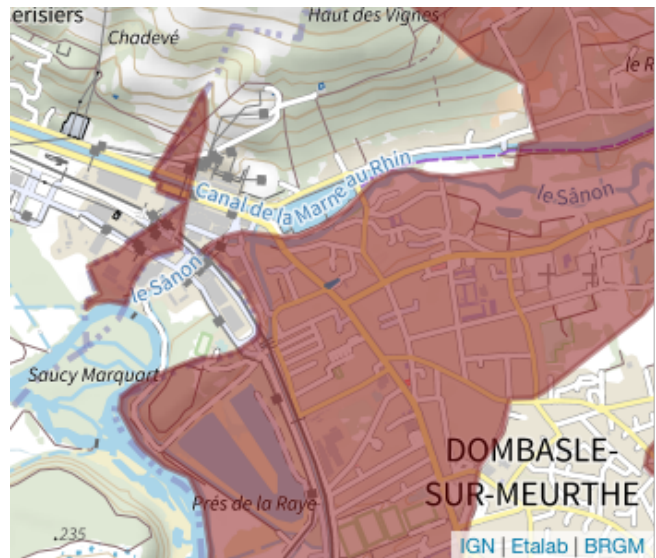 erisiers
Haut des Vignes
Chadevé
le R
Canal de la Marne au Rhin
le Sânon
le Sânon
Saucy Marquart
DOMBASLE-
SUR-MEURTHE
Prés de la Raye
.235
IGN | Etalab | BRGM